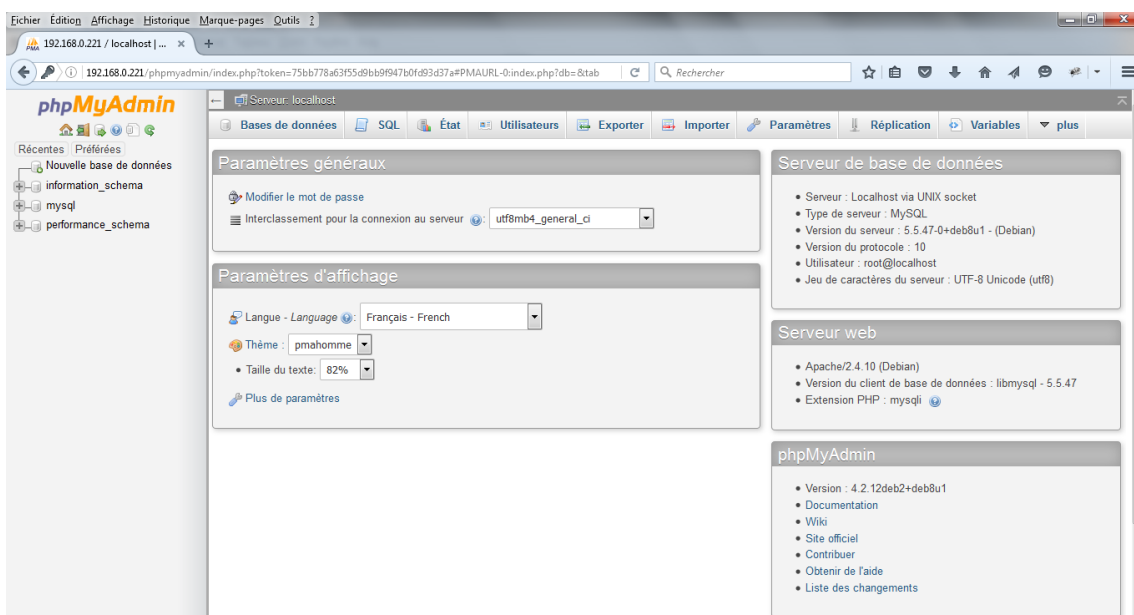 Fichier Édition Affichage Historique Marque-pages Outils ?
192.168.0.221 / localhost | ... × +
192.168.0.221/phpmyadmin/index.php?token=75bb778a63f55d9bb9f947b0fd93d37a#PMAURL-0:index.php?db=&tab
Rechercher
phpMyAdmin
Récentes Préférées
Nouvelle base de données
information_schema
mysql
performance_schema
Serveur: localhost
Bases de données SQL État Utilisateurs Exporter Importer Paramètres Réplication Variables plus
Paramètres généraux
Modifier le mot de passe
Interclassement pour la connexion au serveur : utf8mb4_general_ci
Paramètres d'affichage
Langue - Language : Français - French
Thème : pmahomme
• Taille du texte: 82%
Plus de paramètres
Serveur de base de données
• Serveur : Localhost via UNIX socket
• Type de serveur : MySQL
• Version du serveur : 5.5.47-0+deb8u1 - (Debian)
• Version du protocole : 10
• Utilisateur : root@localhost
• Jeu de caractères du serveur : UTF-8 Unicode (utf8)
Serveur web
• Apache/2.4.10 (Debian)
• Version du client de base de données : libmysql - 5.5.47
• Extension PHP : mysqli
phpMyAdmin
• Version : 4.2.12deb2+deb8u1
• Documentation
• Wiki
• Site officiel
• Contribuer
• Obtenir de l'aide
• Liste des changements